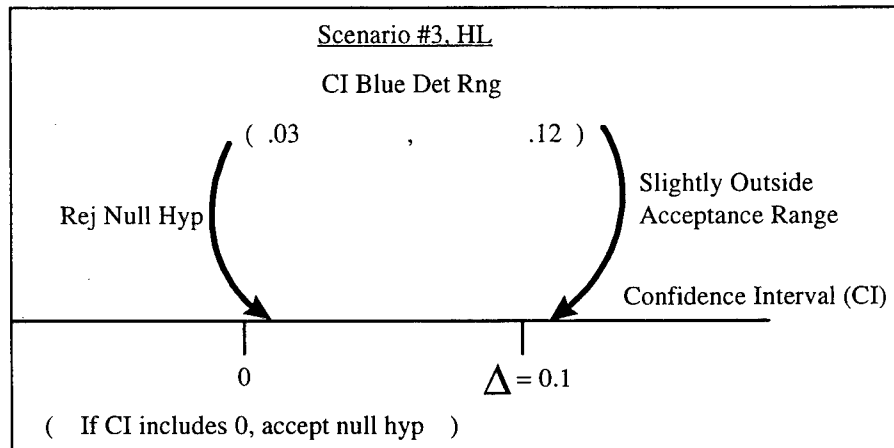 Scenario #3, HL
CI Blue Det Rng
( .03 , .12 )
Rej Null Hyp
Slightly Outside
Acceptance Range
Confidence Interval (CI)
0
Δ = 0.1
( If CI includes 0, accept null hyp )